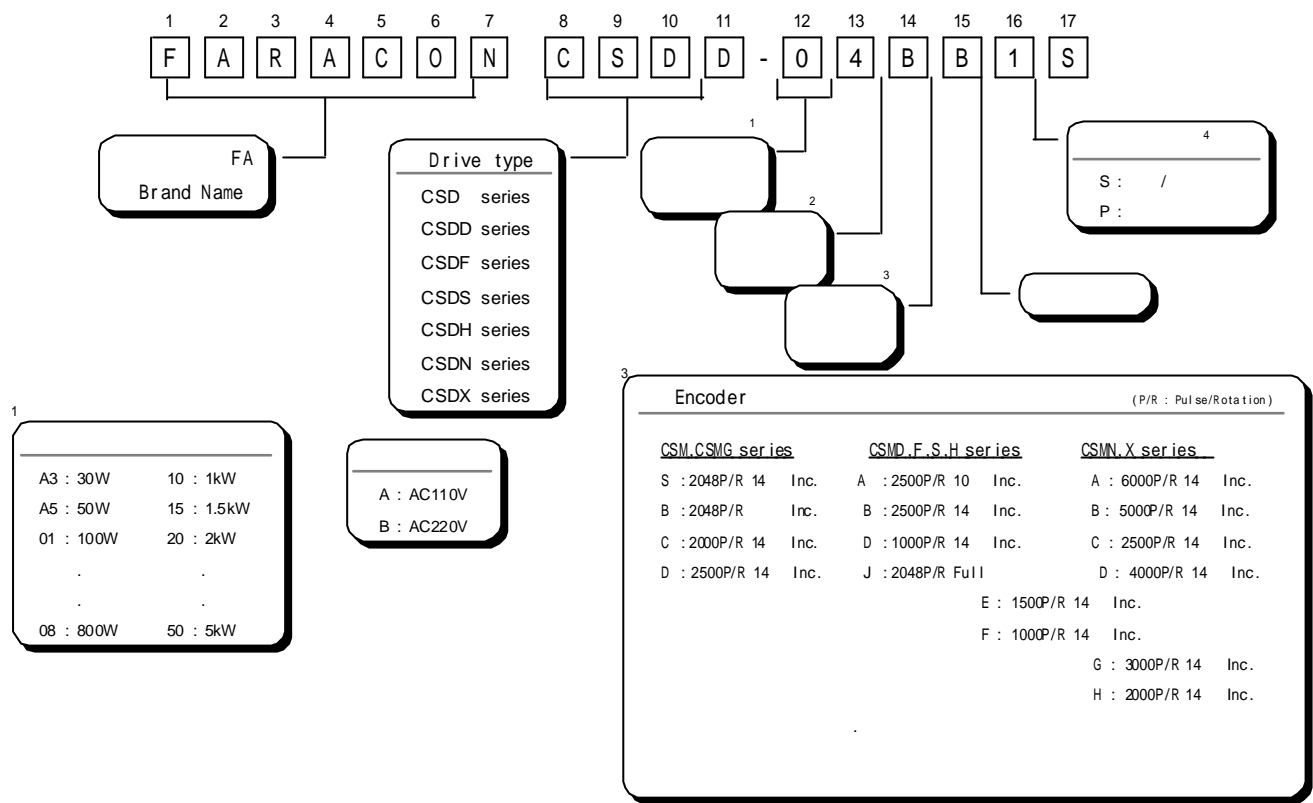 1 2 3 4 5 6 7 8 9 10 11 12 13 14 15 16 17
F A R A C O N C S D D - 0 4 B B 1 S
FA
Brand Name
Drive type
CSD series
CSDD series
CSDF series
CSDS series
CSDH series
CSDN series
CSDX series
1
2
3
4
S : /
P :
1
A3 : 30W 10 : 1kW
A5 : 50W 15 : 1.5kW
01 : 100W 20 : 2kW
. .
. .
08 : 800W 50 : 5kW
A : AC110V
B : AC220V
3
Encoder (P/R : Pulse/Rotation)
CSM.CSMG series CSMD.F.S.H series CSMN.X series
S : 2048P/R 14 Inc. A : 2500P/R 10 Inc. A : 6000P/R 14 Inc.
B : 2048P/R Inc. B : 2500P/R 14 Inc. B : 5000P/R 14 Inc.
C : 2000P/R 14 Inc. D : 1000P/R 14 Inc. C : 2500P/R 14 Inc.
D : 2500P/R 14 Inc. J : 2048P/R Full D : 4000P/R 14 Inc.
E : 1500P/R 14 Inc.
F : 1000P/R 14 Inc.
G : 3000P/R 14 Inc.
H : 2000P/R 14 Inc.
.